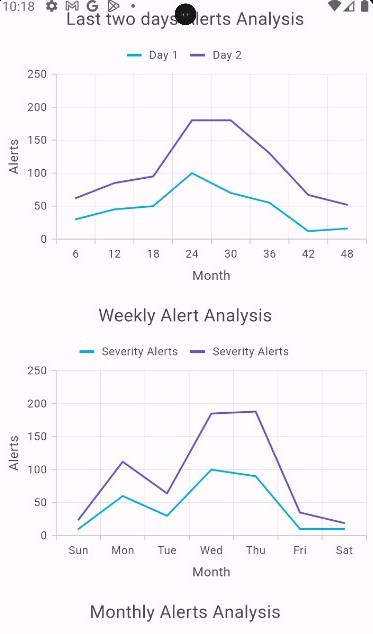 10:18
Last two days Alerts Analysis
Day 1 Day 2
250
200
150
100
50
0
Alerts
6 12 18 24 30 36 42 48
Month
Weekly Alert Analysis
Severity Alerts Severity Alerts
250
200
150
100
50
0
Alerts
Sun Mon Tue Wed Thu Fri Sat
Month
Monthly Alerts Analysis